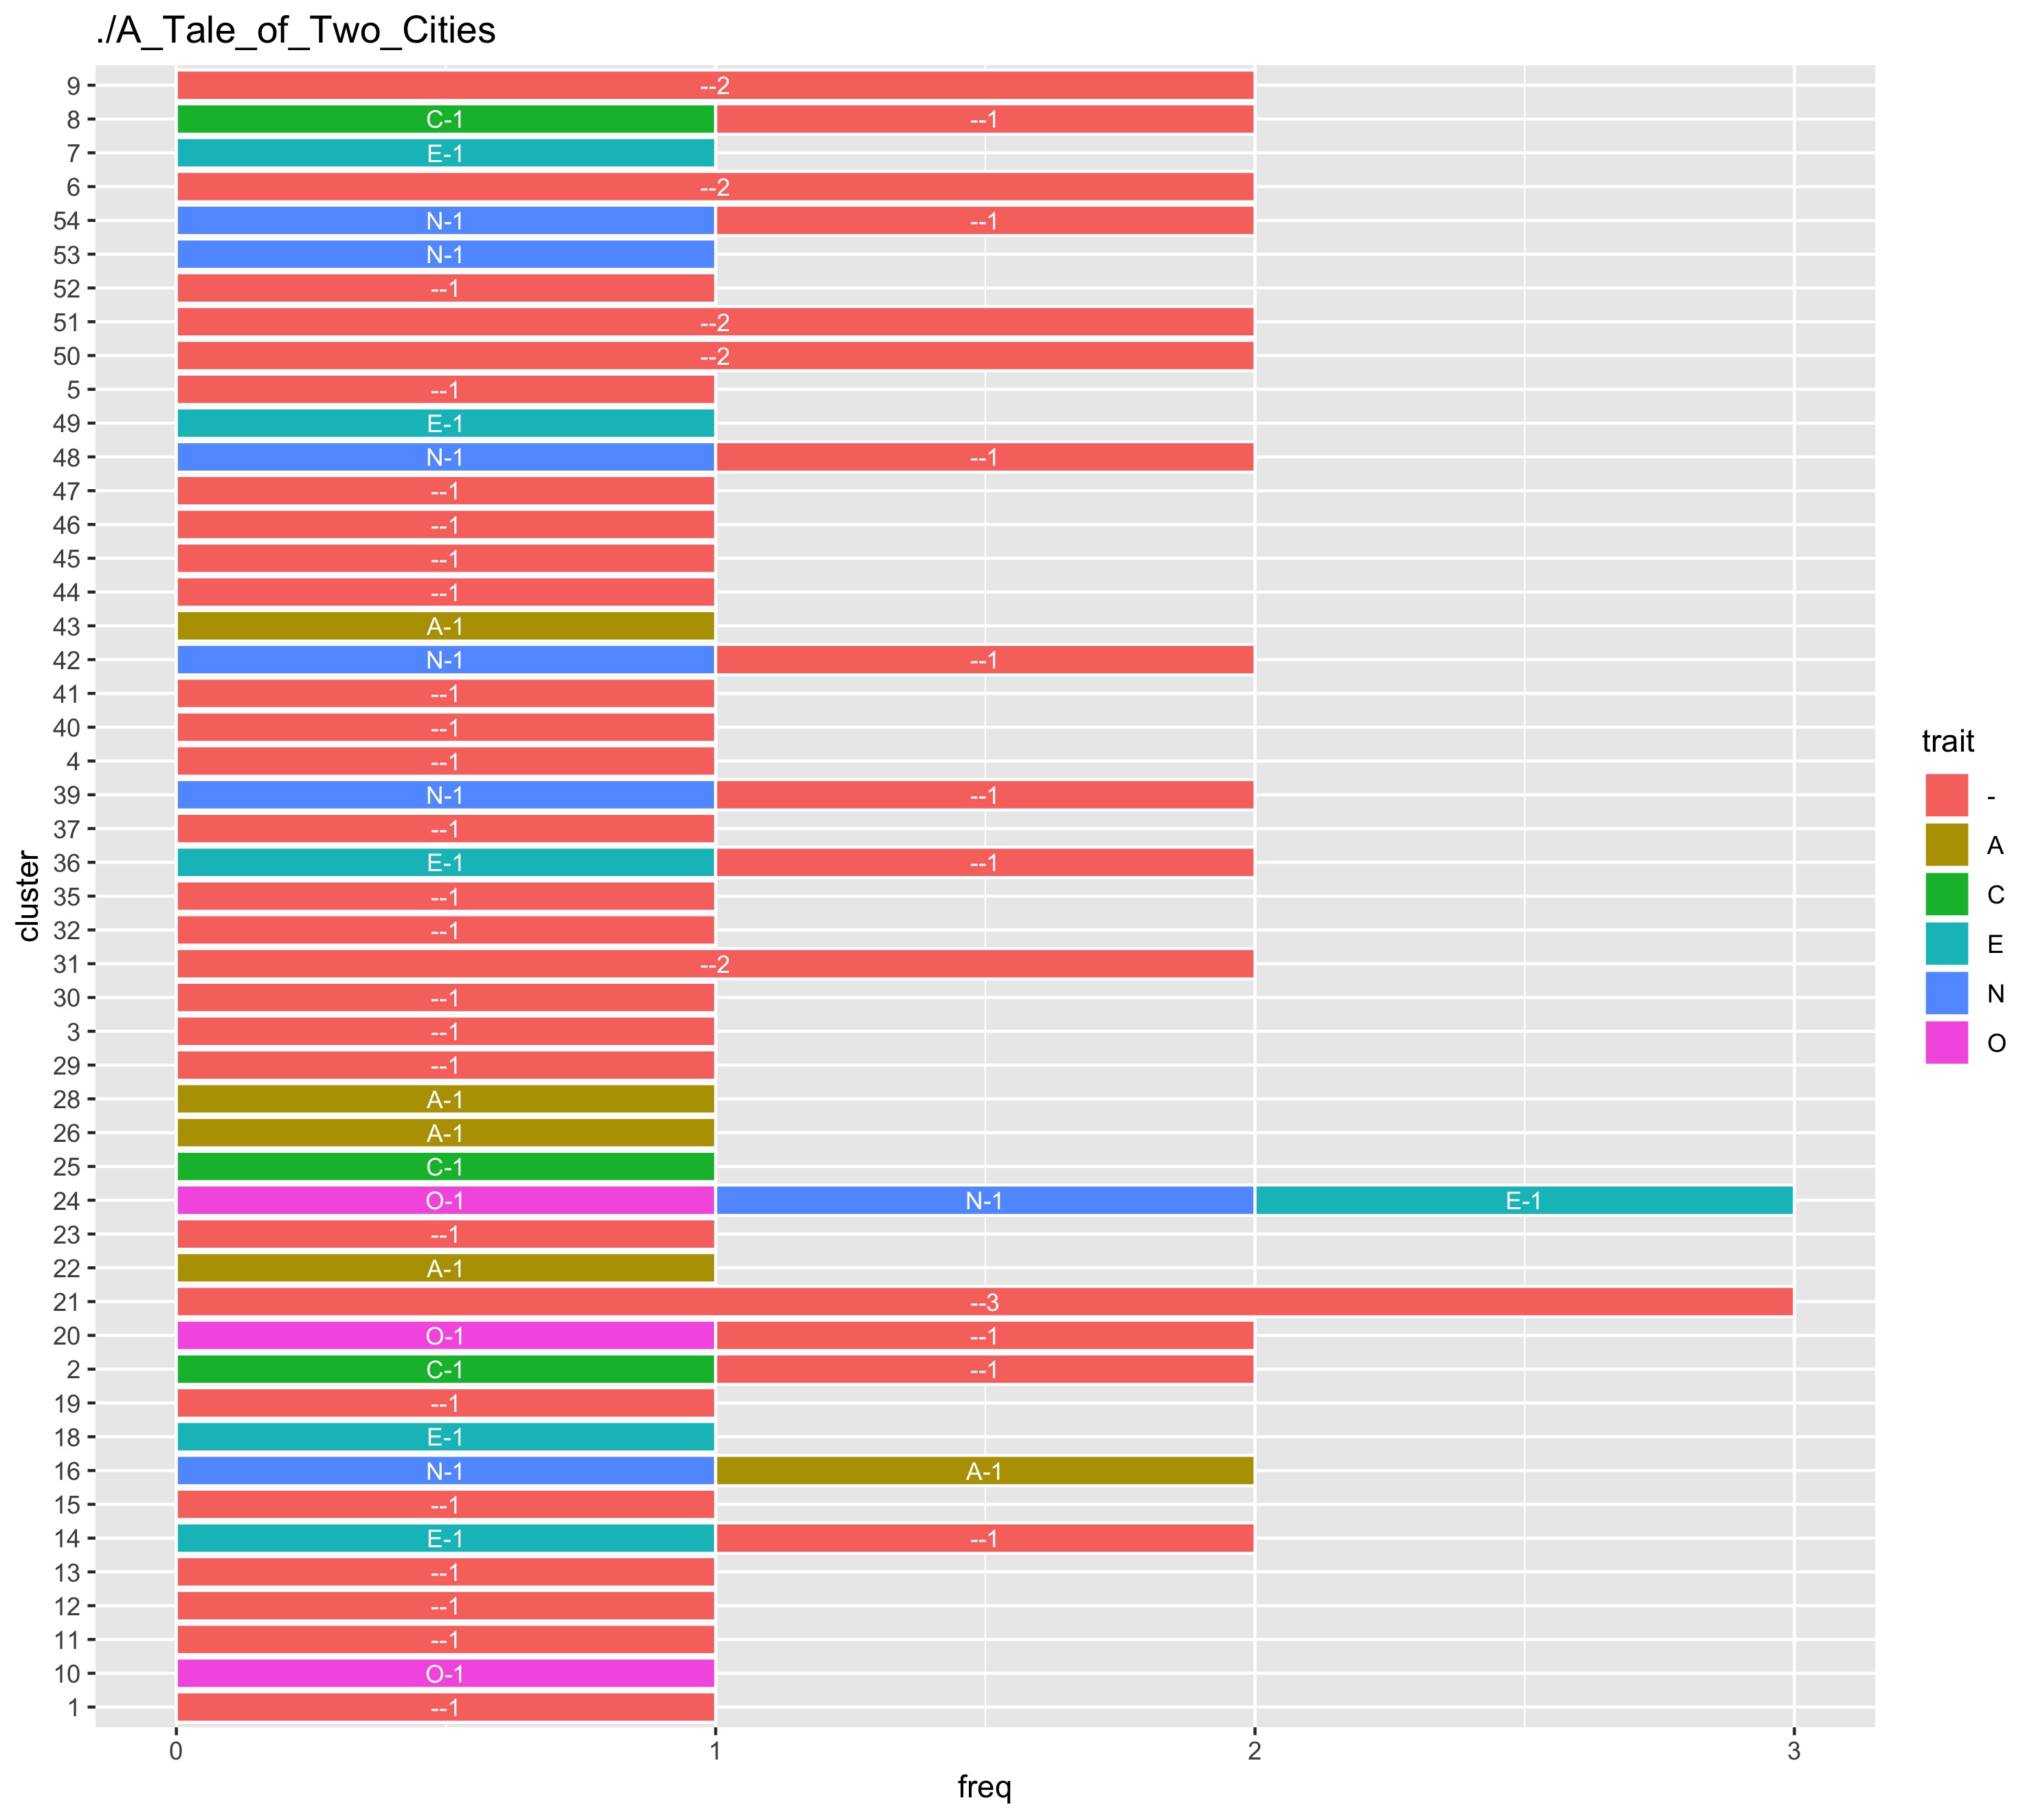 ./A_Tale_of_Two_Cities
9 --2
8 C-1 --1
7 E-1
6 --2
54 N-1 --1
53 N-1
52 --1
51 --2
50 --2
5 --1
49 E-1
48 N-1 --1
47 --1
46 --1
45 --1
44 --1
43 A-1
42 N-1 --1
41 --1
40 --1
4 --1
39 N-1 --1
37 --1
36 E-1 --1
35 --1
32 --1
31 --2
30 --1
3 --1
29 --1
28 A-1
26 A-1
25 C-1
24 O-1 N-1 E-1
23 --1
22 A-1
21 --3
20 O-1 --1
2 C-1 --1
19 --1
18 E-1
16 N-1 A-1
15 --1
14 E-1 --1
13 --1
12 --1
11 --1
10 O-1
1 --1
0 1 2 3
freq
cluster
trait
-
A
C
E
N
O